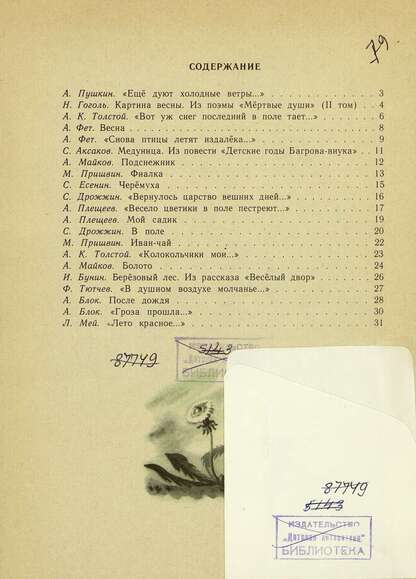 79
СОДЕРЖАНИЕ
А. Пушкин. «Ещё дуют холодные ветры...» 3
Н. Гоголь. Картина весны. Из поэмы «Мёртвые души» (II том) 4
А. К. Толстой. «Вот уж снег последний в поле тает...» 6
А. Фет. Весна 8
А. Фет. «Снова птицы летят издалёка...» 9
С. Аксаков. Медуница. Из повести «Детские годы Багрова-внука» 11
А. Майков. Подснежник 12
М. Пришвин. Фиалка 13
С. Есенин. Черёмуха 15
С. Дрожжин. «Вернулось царство вешних дней...» 16
А. Плещеев. «Весело цветики в поле пестреют...» 17
А. Плещеев. Мой садик 19
С. Дрожжин. В поле 20
М. Пришвин. Иван-чай 22
А. К. Толстой. «Колокольчики мои...» 23
А. Майков. Болото 24
И. Бунин. Берёзовый лес. Из рассказа «Весёлый двор» 26
Ф. Тютчев. «В душном воздухе молчанье...» 27
А. Блок. После дождя 28
А. Блок. «Гроза прошла...» 30
Л. Мей. «Лето красное...» 31
87749
5143
87749
5143
ИЗДАТЕЛЬСТВО
БИБЛИОТЕКА